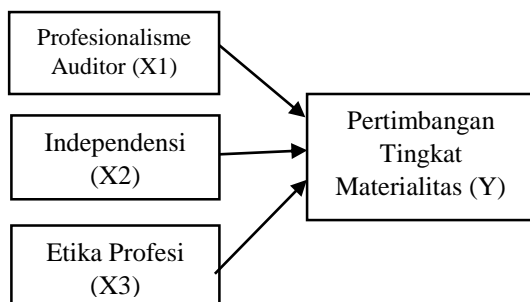 Profesionalisme
Auditor (X1)
Independensi
(X2)
Etika Profesi
(X3)
Pertimbangan
Tingkat
Materialitas (Y)